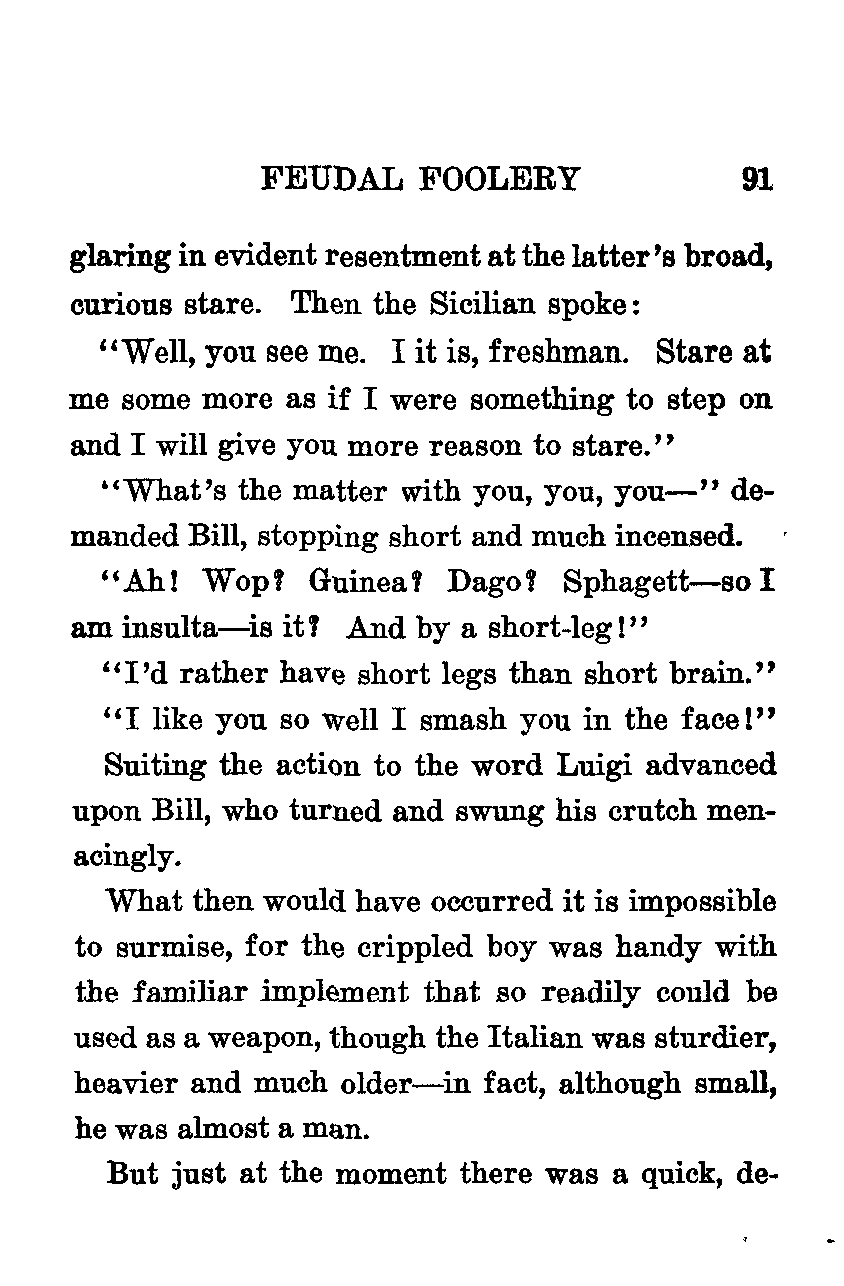 FEUDAL FOOLERY 91
glaring in evident resentment at the latter's broad,
curious stare. Then the Sicilian spoke:
"Well, you see me. I it is, freshman. Stare at
me some more as if I were something to step on
and I will give you more reason to stare."
"What's the matter with you, you, you—" de-
manded Bill, stopping short and much incensed.
"Ah! Wop? Guinea? Dago? Sphagett—so I
am insulta—is it? And by a short-leg!"
"I'd rather have short legs than short brain."
"I like you so well I smash you in the face!"
Suiting the action to the word Luigi advanced
upon Bill, who turned and swung his crutch men-
acingly.
What then would have occurred it is impossible
to surmise, for the crippled boy was handy with
the familiar implement that so readily could be
used as a weapon, though the Italian was sturdier,
heavier and much older—in fact, although small,
he was almost a man.
But just at the moment there was a quick, de-